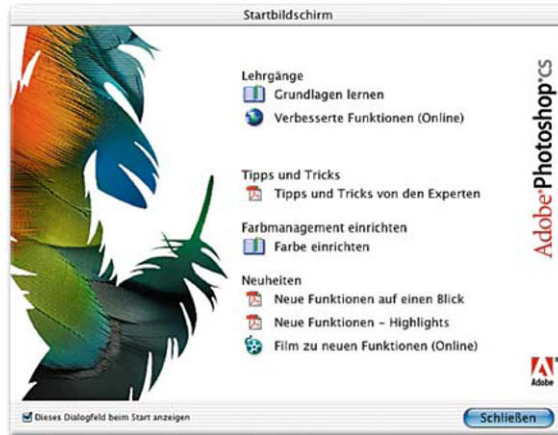 Startbildschirm
Lehrgänge
Grundlagen lernen
Verbesserte Funktionen (Online)
Tipps und Tricks
Tipps und Tricks von den Experten
Farbmanagement einrichten
Farbe einrichten
Neuheiten
Neue Funktionen auf einen Blick
Neue Funktionen – Highlights
Film zu neuen Funktionen (Online)
Adobe® Photoshop® CS
Adobe
Dieses Dialogfeld beim Start anzeigen
Schließen